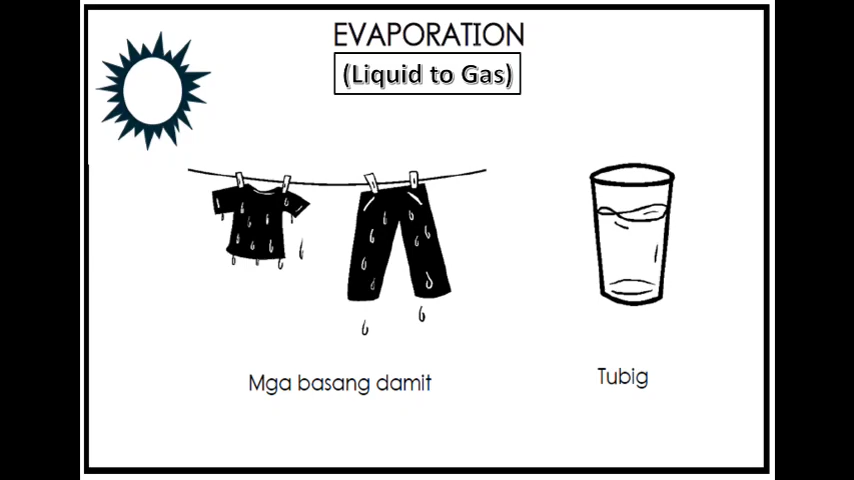 EVAPORATION
(Liquid to Gas)
Mga basang damit
Tubig